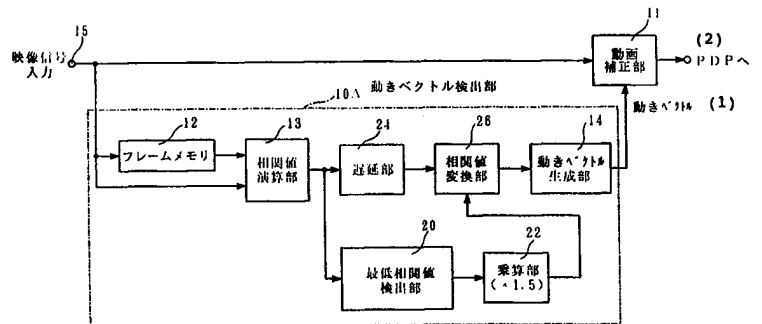 15
映像信号
入力
11
動画
補正部
(2)
PDPへ
動きベクトル検出部
10A
動きベクトル (1)
12
フレームメモリ
13
相関値
演算部
24
遅延部
26
相関値
変換部
14
動きベクトル
生成部
20
最低相関値
検出部
22
乗算部
(×1.5)